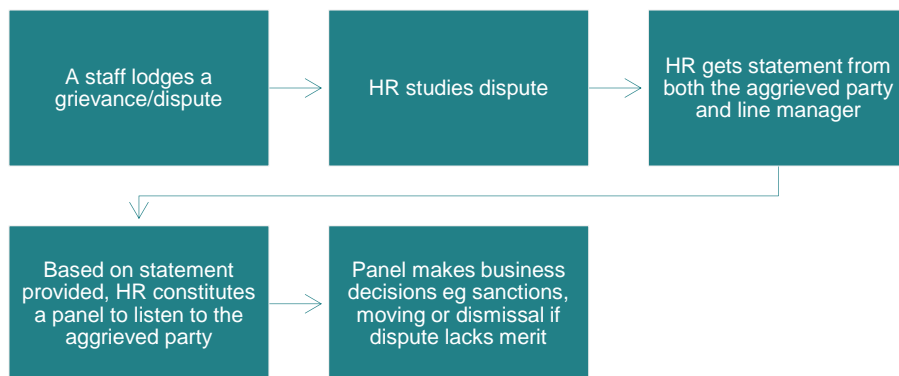 A staff lodges a
grievance/dispute
HR studies dispute
HR gets statement from
both the aggrieved party
and line manager
Based on statement
provided, HR constitutes
a panel to listen to the
aggrieved party
Panel makes business
decisions eg sanctions,
moving or dismissal if
dispute lacks merit